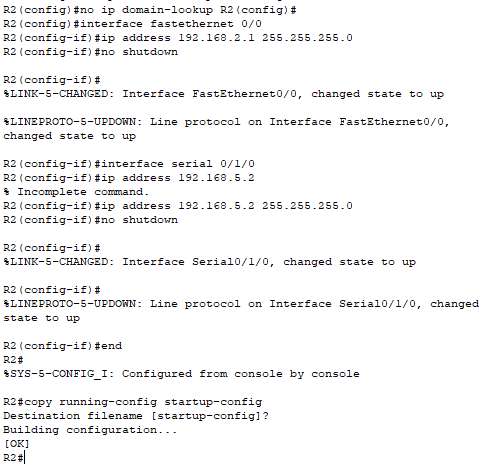 R2(config)#no ip domain-lookup R2(config)#
R2(config)#interface fastethernet 0/0
R2(config-if)#ip address 192.168.2.1 255.255.255.0
R2(config-if)#no shutdown
R2(config-if)#
%LINK-5-CHANGED: Interface FastEthernet0/0, changed state to up
%LINEPROTO-5-UPDOWN: Line protocol on Interface FastEthernet0/0,
changed state to up
R2(config-if)#interface serial 0/1/0
R2(config-if)#ip address 192.168.5.2
% Incomplete command.
R2(config-if)#ip address 192.168.5.2 255.255.255.0
R2(config-if)#no shutdown
R2(config-if)#
%LINK-5-CHANGED: Interface Serial0/1/0, changed state to up
R2(config-if)#
%LINEPROTO-5-UPDOWN: Line protocol on Interface Serial0/1/0, changed
state to up
R2(config-if)#end
R2#
%SYS-5-CONFIG_I: Configured from console by console
R2#copy running-config startup-config
Destination filename [startup-config]?
Building configuration...
[OK]
R2#